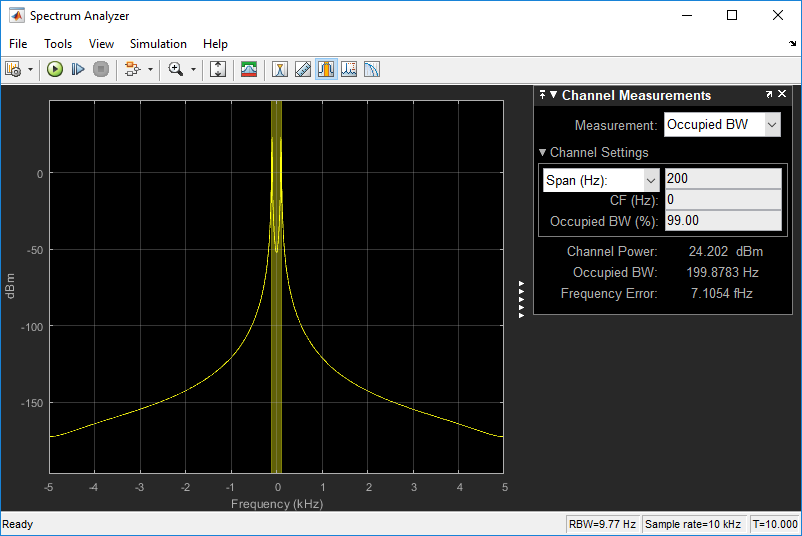 Spectrum Analyzer
File Tools View Simulation Help
Channel Measurements
Measurement: Occupied BW
Channel Settings
Span (Hz): 200
CF (Hz): 0
Occupied BW (%): 99.00
Channel Power: 24.202 dBm
Occupied BW: 199.8783 Hz
Frequency Error: 7.1054 fHz
0
-50
-100
-150
dBm
-5 -4 -3 -2 -1 0 1 2 3 4 5
Frequency (kHz)
Ready RBW=9.77 Hz Sample rate=10 kHz T=10.000